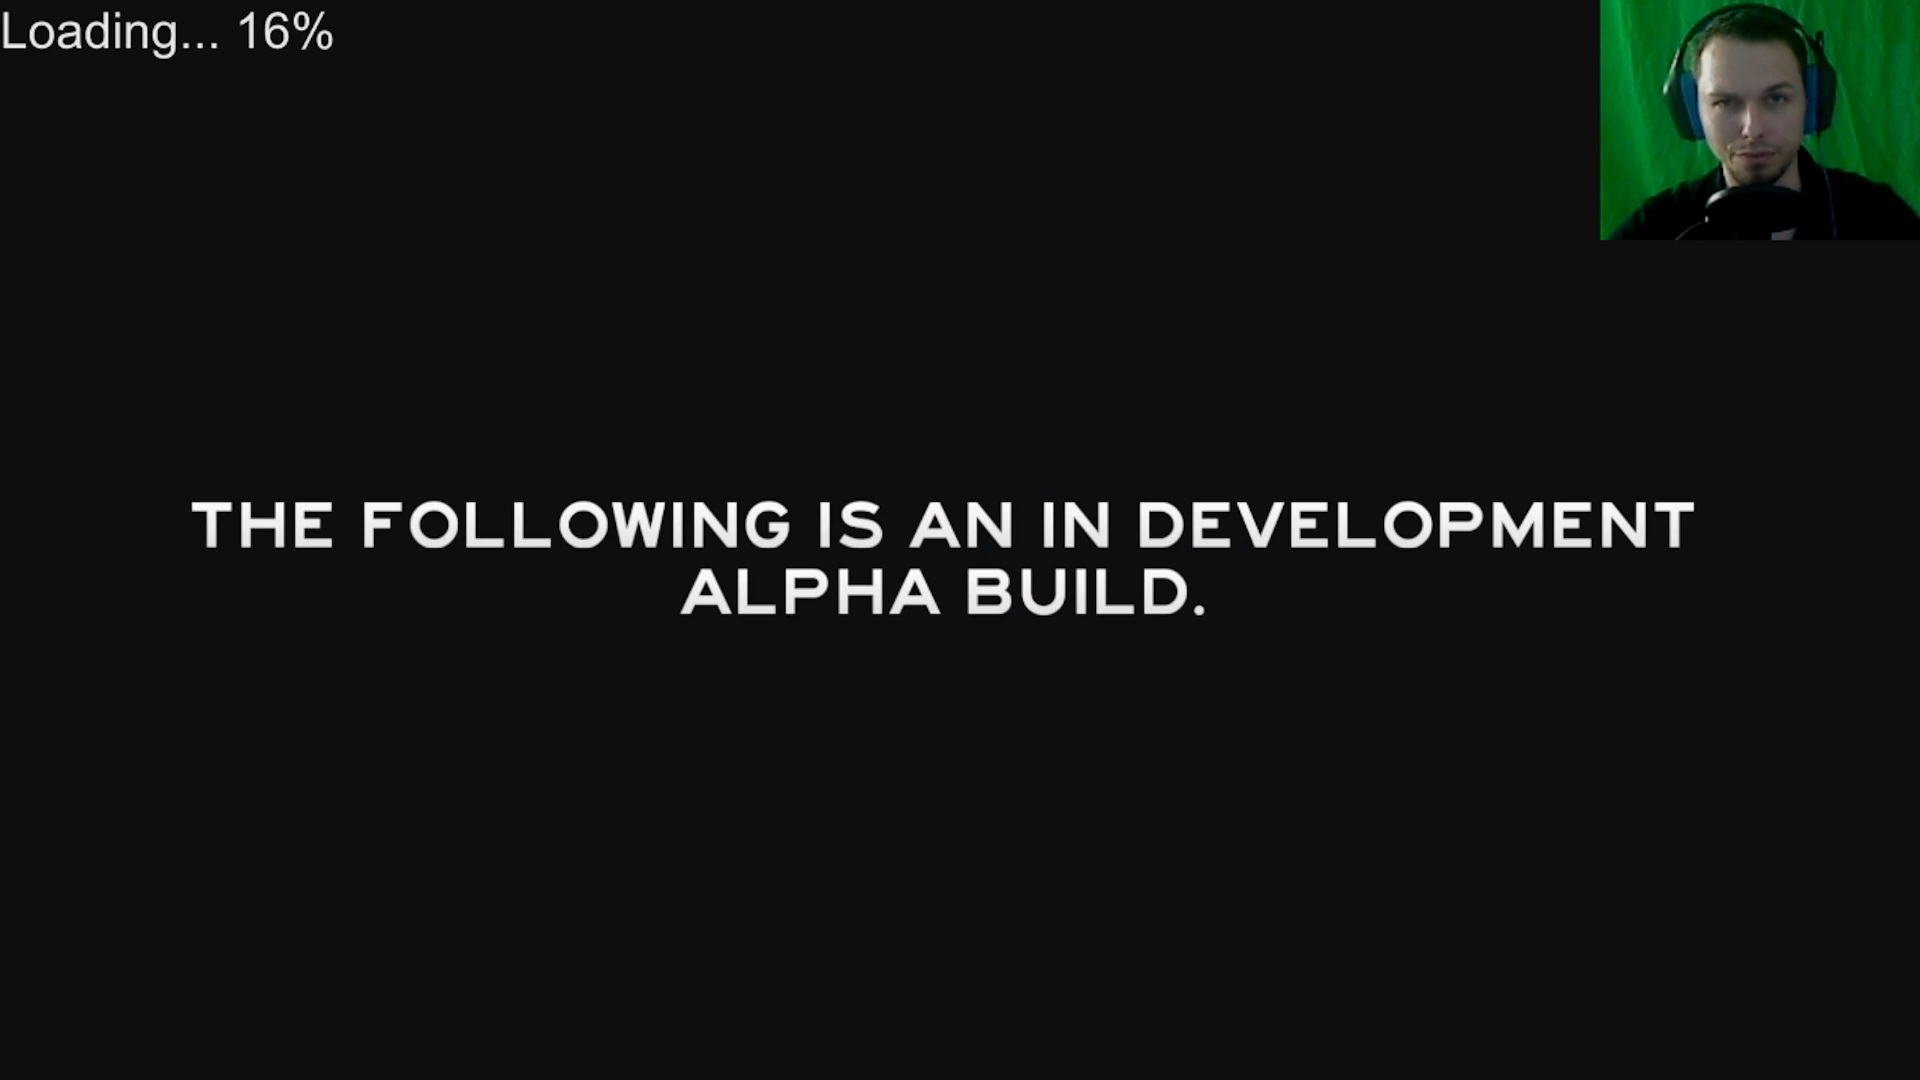 Loading... 16%
THE FOLLOWING IS AN IN DEVELOPMENT
ALPHA BUILD.